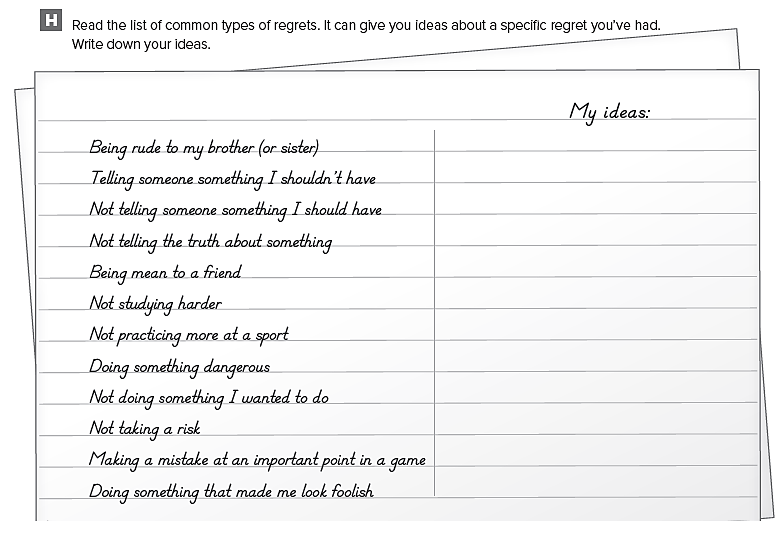 H Read the list of common types of regrets. It can give you ideas about a specific regret you've had.
Write down your ideas.
My ideas:
Being rude to my brother (or sister)
Telling someone something I shouldn't have
Not telling someone something I should have
Not telling the truth about something
Being mean to a friend
Not studying harder
Not practicing more at a sport
Doing something dangerous
Not doing something I wanted to do
Not taking a risk
Making a mistake at an important point in a game
Doing something that made me look foolish